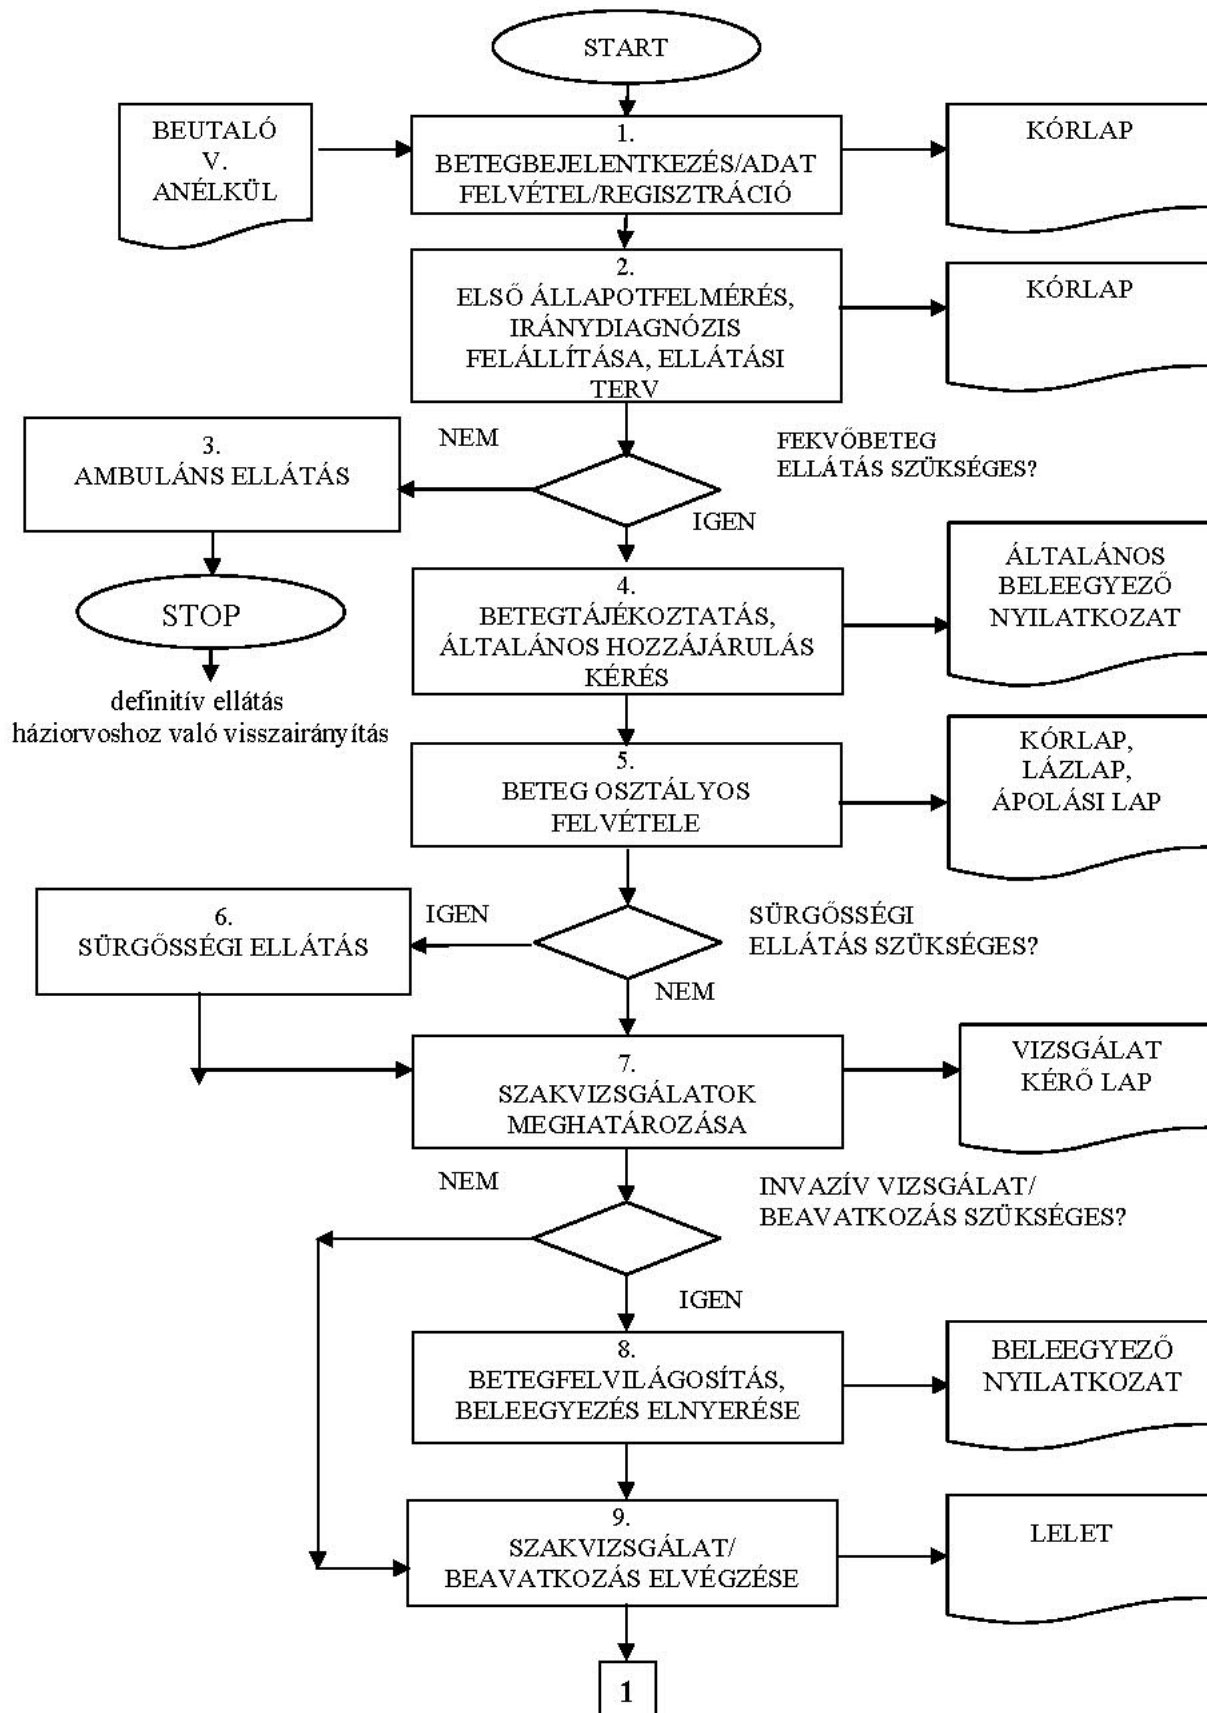 START
BEUTALÓ
V.
ANÉLKÜL
1.
BETEGBEJELENTKEZÉS/ADAT
FELVÉTEL/REGISZTRÁCIÓ
KÓRLAP
2.
ELSŐ ÁLLAPOTFELMÉRÉS,
IRÁNYDIAGNÓZIS
FELÁLLÍTÁSA, ELLÁTÁSI
TERV
KÓRLAP
NEM
FEKVŐBETEG
ELLÁTÁS SZÜKSÉGES?
3.
AMBULÁNS ELLÁTÁS
IGEN
STOP
definitív ellátás
háziorvoshoz való visszairányítás
4.
BETEGTÁJÉKOZTATÁS,
ÁLTALÁNOS HOZZÁJÁRULÁS
KÉRÉS
ÁLTALÁNOS
BELEEGYEZŐ
NYILATKOZAT
5.
BETEG OSZTÁLYOS
FELVÉTELE
KÓRLAP,
LÁZLAP,
ÁPOLÁSI LAP
6.
SÜRGŐSSÉGI ELLÁTÁS
IGEN
SÜRGŐSSÉGI
ELLÁTÁS SZÜKSÉGES?
NEM
7.
SZAKVIZSGÁLATOK
MEGHATÁROZÁSA
VIZSGÁLAT
KÉRŐ LAP
NEM
INVAZÍV VIZSGÁLAT/
BEAVATKOZÁS SZÜKSÉGES?
IGEN
8.
BETEGFELVILÁGOSÍTÁS,
BELEEGYEZÉS ELNYERÉSE
BELEEGYEZŐ
NYILATKOZAT
9.
SZAKVIZSGÁLAT/
BEAVATKOZÁS ELVÉGZÉSE
LELET
1